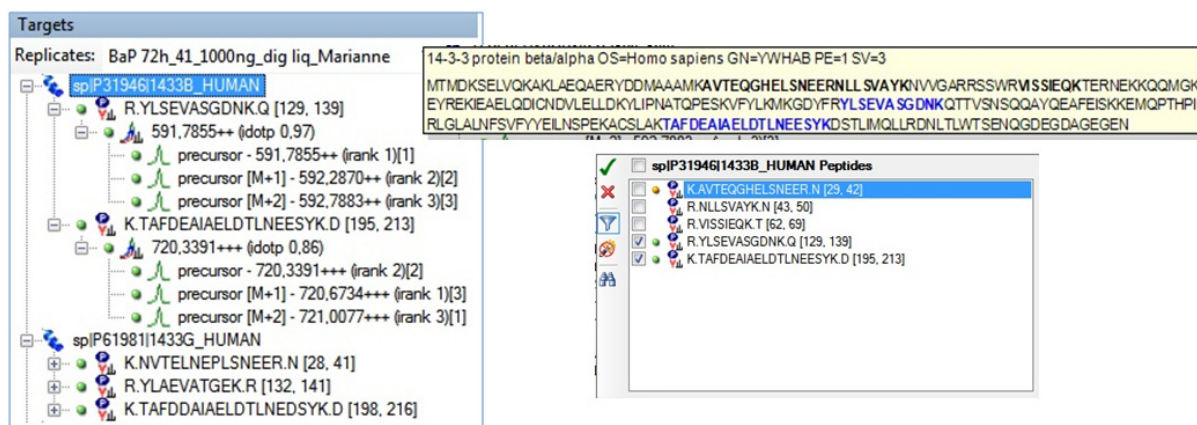 Targets
Replicates: BaP 72h_41_1000ng_dig liq_Marianne
sp|P31946|1433B_HUMAN
R.YLSEVASGDNK.Q [129, 139]
591,7855++ (idotp 0,97)
precursor - 591,7855++ (irank 1)[1]
precursor [M+1] - 592,2870++ (irank 2)[2]
precursor [M+2] - 592,7883++ (irank 3)[3]
K.TAFDEAIAELDTLNEESYK.D [195, 213]
720,3391+++ (idotp 0,86)
precursor - 720,3391+++ (irank 2)[2]
precursor [M+1] - 720,6734+++ (irank 1)[3]
precursor [M+2] - 721,0077+++ (irank 3)[1]
sp|P61981|1433G_HUMAN
K.NVTELNEPLSNEER.N [28, 41]
R.YLAEVATGEK.R [132, 141]
K.TAFDDAIAELDTLNEDSYK.D [198, 216]
14-3-3 protein beta/alpha OS=Homo sapiens GN=YWHAB PE=1 SV=3
MTMDKSELVQKAKLAEQAERYDDMAAAMKAVTEQGHELSNEERNLLSVAYKNVVGARRSSWRVISSIEQKTERNEKKQQMGK
EYREKIEAELQDICNDVLELLDKYLIPNATQPESKVFYLKMKGDYFRYLSEVASGDNKQTTVSNSQQAYQEAFEISKKEMQPTHPI
RLGLALNFSVFYYEILNSPEKACSLAKTAFDEAIAELDTLNEESYKDSTLIMQLLRDNLTLWTSENQGDEGDAGEGEN
sp|P31946|1433B_HUMAN Peptides
K.AVTEQGHELSNEER.N [29, 42]
R.NLLSVAYK.N [43, 50]
R.VISSIEQK.T [62, 69]
R.YLSEVASGDNK.Q [129, 139]
K.TAFDEAIAELDTLNEESYK.D [195, 213]